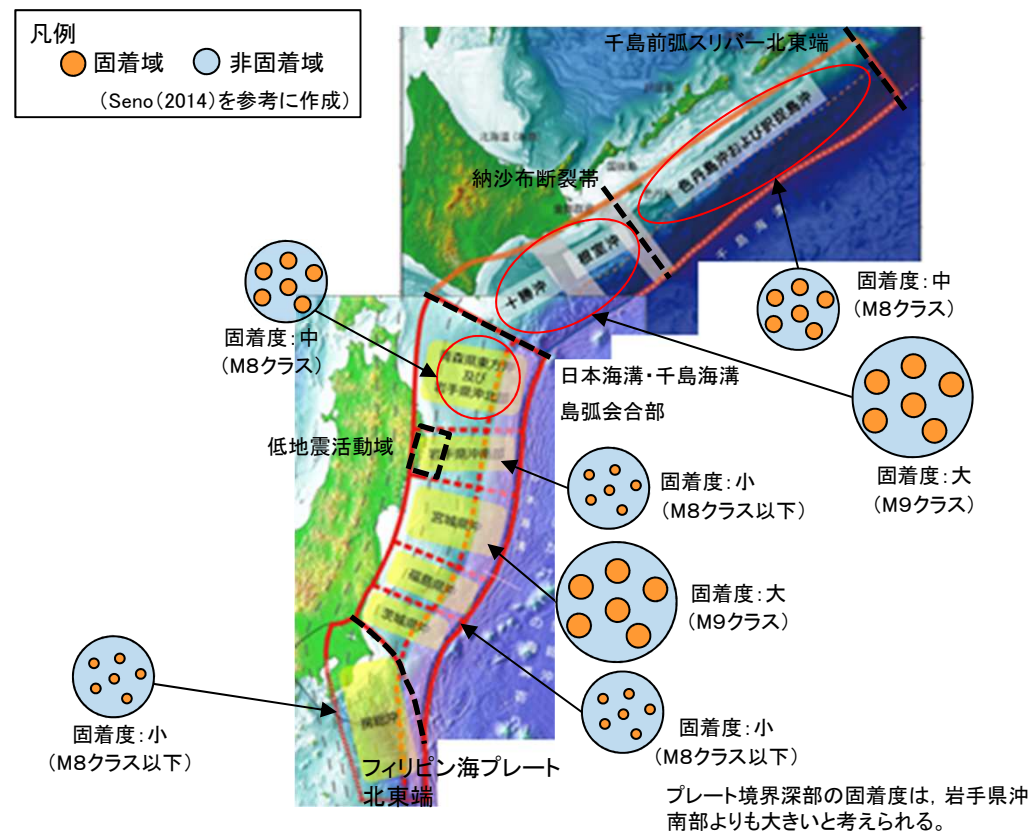 凡例
固着域 非固着域
(Seno(2014)を参考に作成)
千島前弧スリバー北東端
色丹島沖および択捉島沖
納沙布断裂帯
根室沖
十勝沖
千島海溝
固着度:中
(M8クラス)
固着度:中
(M8クラス)
青森県東方沖
及び
岩手県沖北部
日本海溝・千島海溝
島弧会合部
固着度:大
(M9クラス)
低地震活動域
岩手県沖南部
固着度:小
(M8クラス以下)
宮城県沖
固着度:大
(M9クラス)
福島県沖
茨城県沖
固着度:小
(M8クラス以下)
房総沖
固着度:小
(M8クラス以下)
フィリピン海プレート
北東端
プレート境界深部の固着度は,岩手県沖
南部よりも大きいと考えられる。